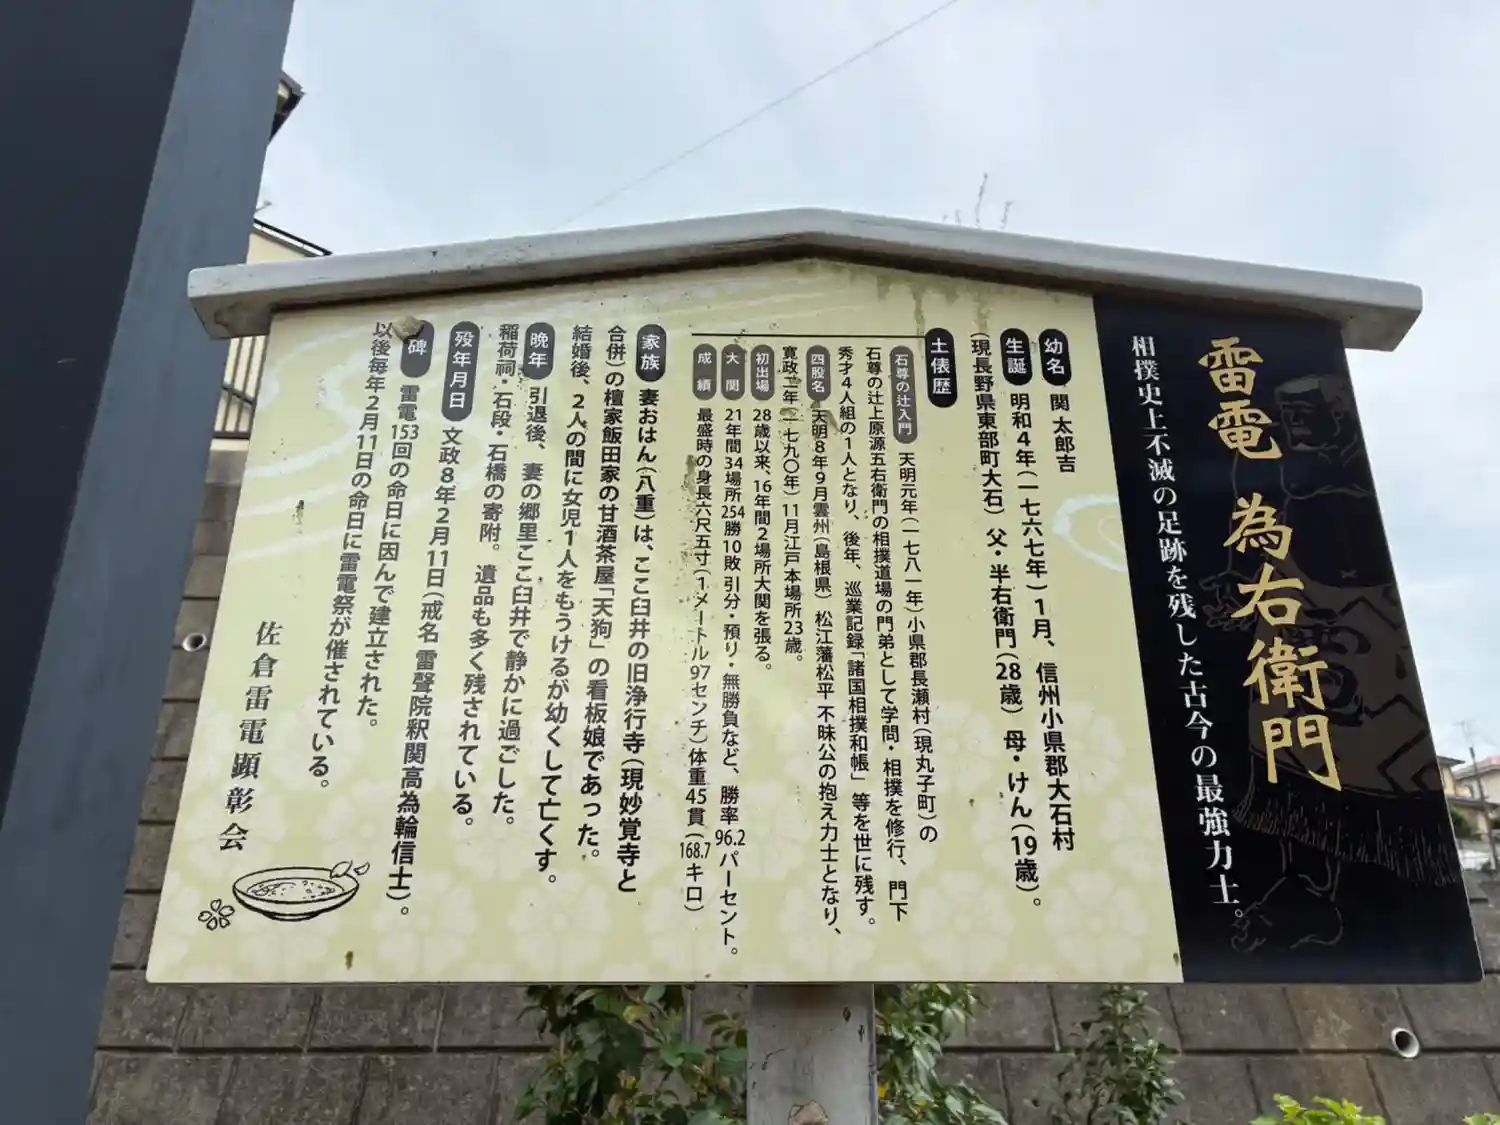 雷電 為右衛門
相撲史上不滅の足跡を残した古今の最強力士。
幼名 関 太郎吉
生誕 明和4年(一七六七年)1月、信州小県郡大石村
(現長野県東部町大石) 父・半右衛門(28歳) 母・けん(19歳)。
土俵歴
石尊の辻入門 天明元年(一七八一年)小県郡長瀬村(現丸子町)の
石尊の辻上原源五右衛門の相撲道場の門弟として学問・相撲を修行、門下
秀才4人組の1人となり、後年、巡業記録「諸国相撲和帳」等を世に残す。
四股名 天明8年9月雲州(島根県) 松江藩松平 不昧公の抱え力士となり、
寛政二年(一七九〇年)11月江戸本場所23歳。
初出場 28歳以来、16年間2場所大関を張る。
大関 21年間34場所254勝10敗 引分・預り・無勝負など、勝率96.2パーセント。
成績 最盛時の身長六尺五寸(1メートル97センチ)体重45貫(168.7キロ)
家族 妻おはん(八重)は、ここ臼井の旧浄行寺(現妙覚寺と
合併)の檀家飯田家の甘酒茶屋「天狗」の看板娘であった。
結婚後、2人の間に女児1人をもうけるが幼くして亡くす。
晩年 引退後、妻の郷里ここ臼井で静かに過ごした。
稲荷祠・石段・石橋の寄附。遺品も多く残されている。
歿年月日 文政8年2月11日(戒名 雷聲院釈関高為輪信士)。
碑 雷電153回の命日に因んで建立された。
以後毎年2月11日の命日に雷電祭が催されている。
佐倉雷電顕彰会